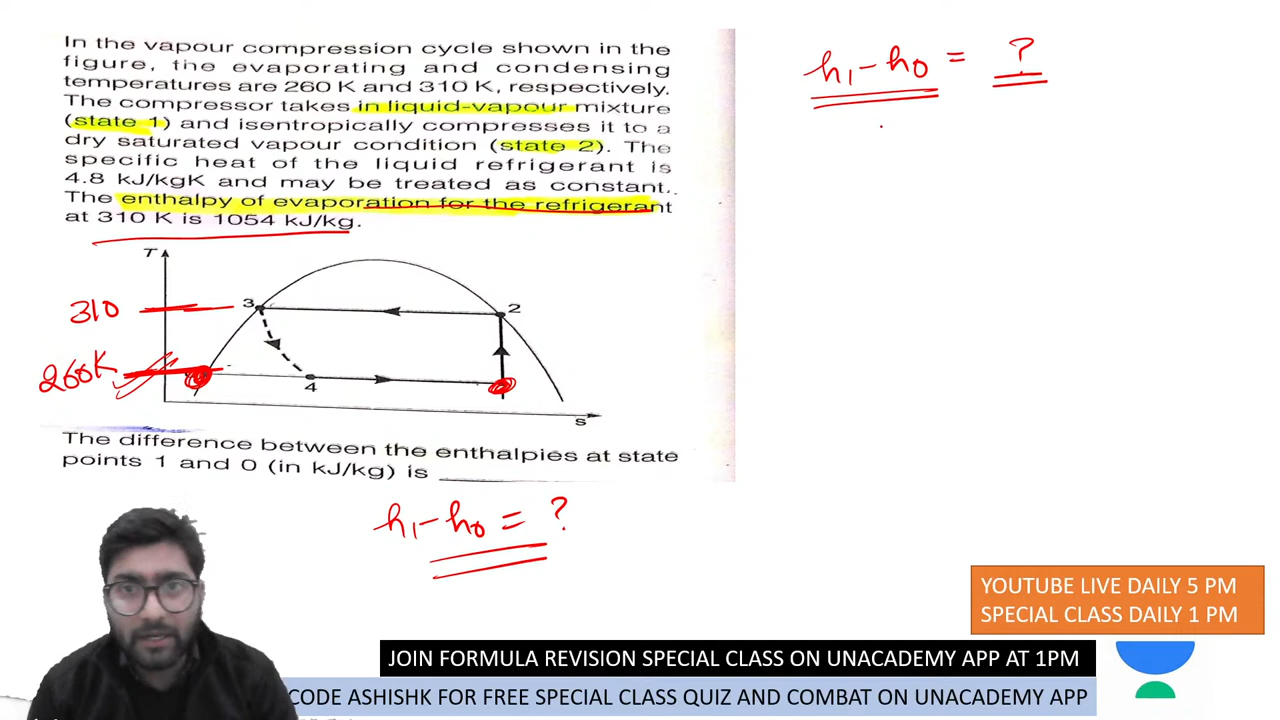 In the vapour compression cycle shown in the
figure, the evaporating and condensing
temperatures are 260 K and 310 K, respectively.
The compressor takes in liquid-vapour mixture
(state 1) and isentropically compresses it to a
dry saturated vapour condition (state 2). The
specific heat of the liquid refrigerant is
4.8 kJ/kgK and may be treated as constant.
The enthalpy of evaporation for the refrigerant
at 310 K is 1054 kJ/kg.
h1 - h0 = ?
T
310
3
2
260K
4
s
The difference between the enthalpies at state
points 1 and 0 (in kJ/kg) is ________
h1 - h0 = ?
YOUTUBE LIVE DAILY 5 PM
SPECIAL CLASS DAILY 1 PM
JOIN FORMULA REVISION SPECIAL CLASS ON UNACADEMY APP AT 1PM
CODE ASHISHK FOR FREE SPECIAL CLASS QUIZ AND COMBAT ON UNACADEMY APP